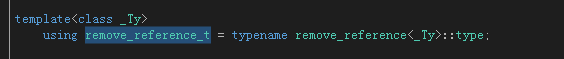 template<class _Ty>
using remove_reference_t = typename remove_reference<_Ty>::type;